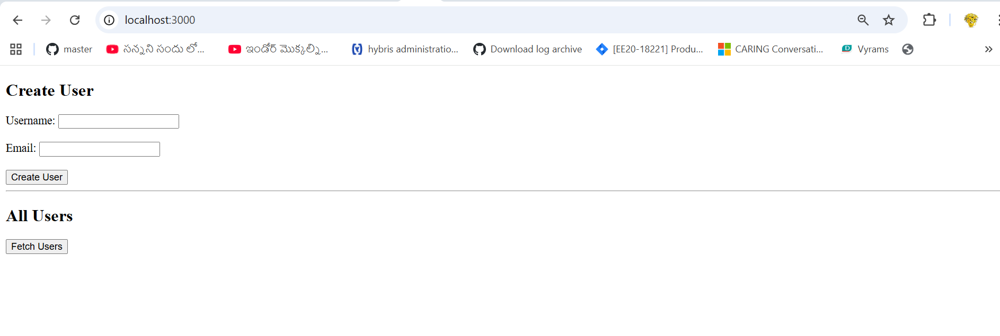 localhost:3000
master
సన్నని సందు లో...
ఇండోర్ మొక్కల్ని...
hybris administratio...
Download log archive
[EE20-18221] Produ...
CARING Conversati...
Vyrams
Create User
Username:
Email:
Create User
All Users
Fetch Users